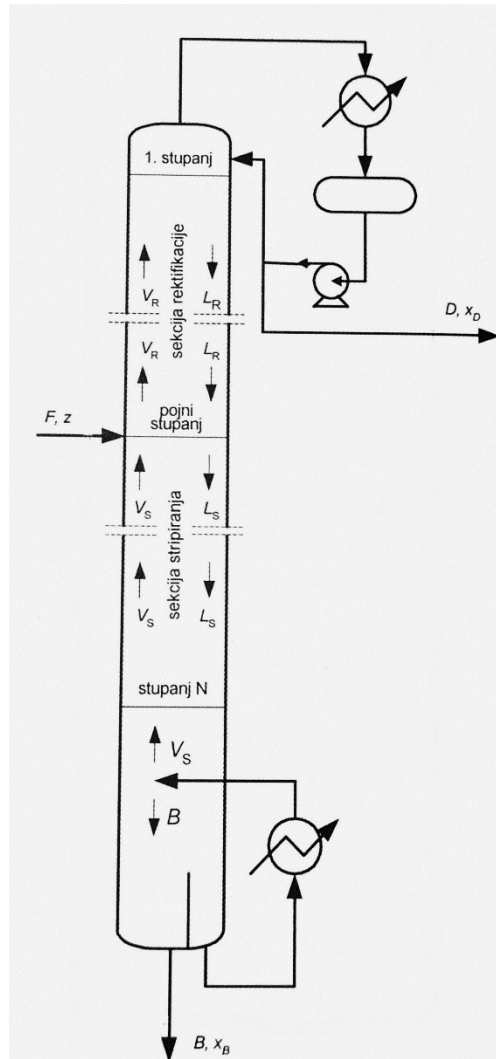 1. stupanj
sekcija rektifikacije
V_R
L_R
V_R
L_R
D, x_D
pojni
stupanj
F, z
sekcija stripiranja
V_S
L_S
V_S
L_S
stupanj N
V_S
B
B, x_B